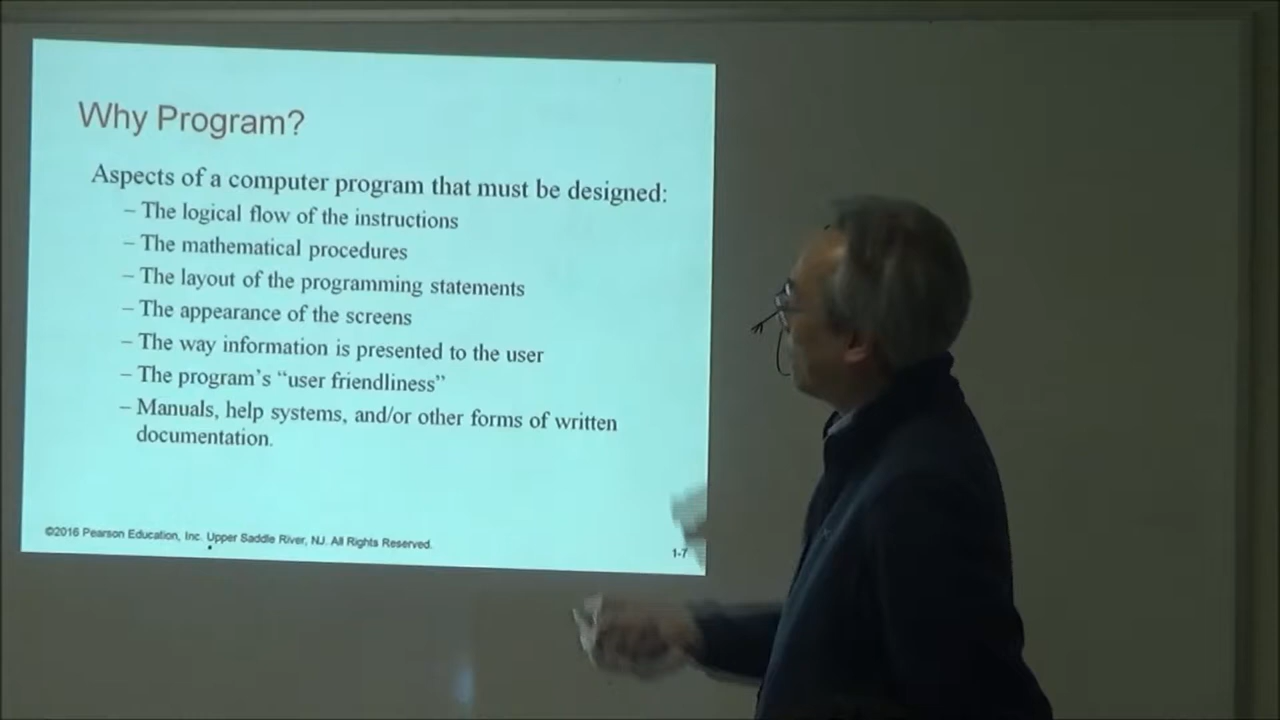 Why Program?
Aspects of a computer program that must be designed:
– The logical flow of the instructions
– The mathematical procedures
– The layout of the programming statements
– The appearance of the screens
– The way information is presented to the user
– The program’s “user friendliness”
– Manuals, help systems, and/or other forms of written
documentation.
©2016 Pearson Education, Inc. Upper Saddle River, NJ. All Rights Reserved.
1-7